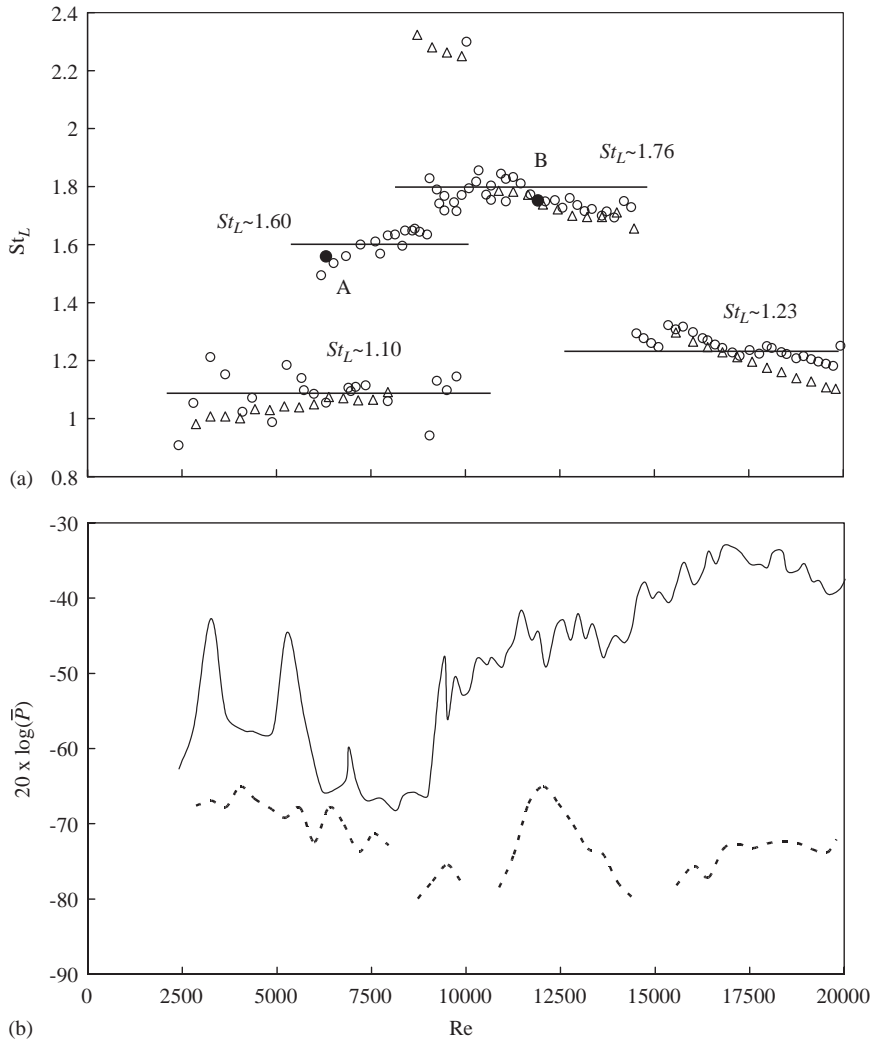 2.4
2.2
2
1.8
1.6
1.4
1.2
1
0.8
St_L
St_L~1.76
B
St_L~1.60
A
St_L~1.23
St_L~1.10
(a)
-30
-40
-50
-60
-70
-80
-90
20 x log(P̅)
0 2500 5000 7500 10000 12500 15000 17500 20000
Re
(b)